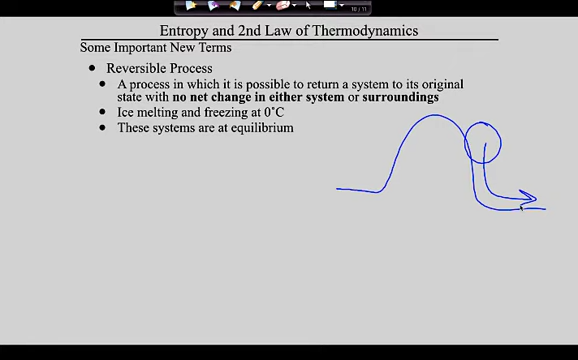 10 / 11
Entropy and 2nd Law of Thermodynamics
Some Important New Terms
● Reversible Process
● A process in which it is possible to return a system to its original
state with no net change in either system or surroundings
● Ice melting and freezing at 0˚C
● These systems are at equilibrium